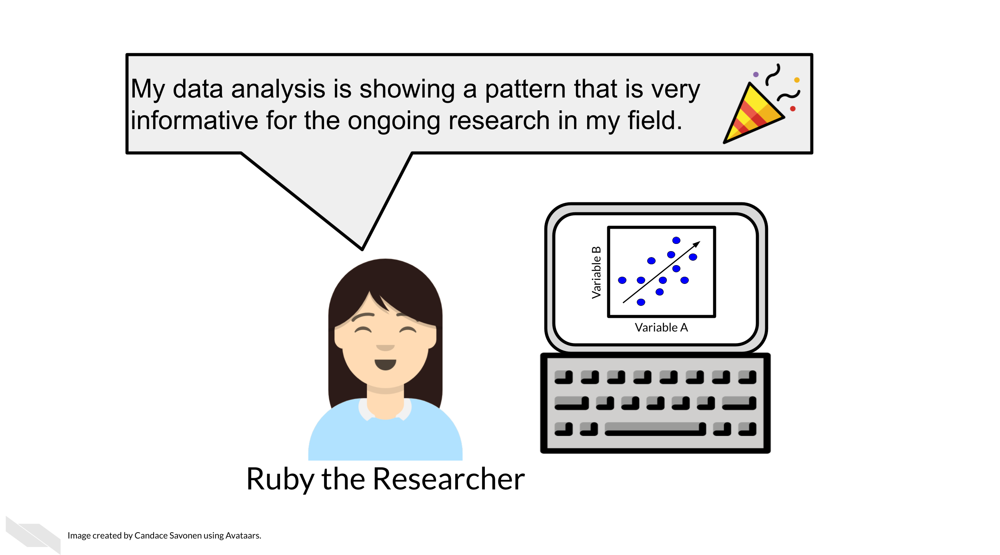 My data analysis is showing a pattern that is very
informative for the ongoing research in my field.
Variable B
Variable A
Ruby the Researcher
Image created by Candace Savonen using Avataars.